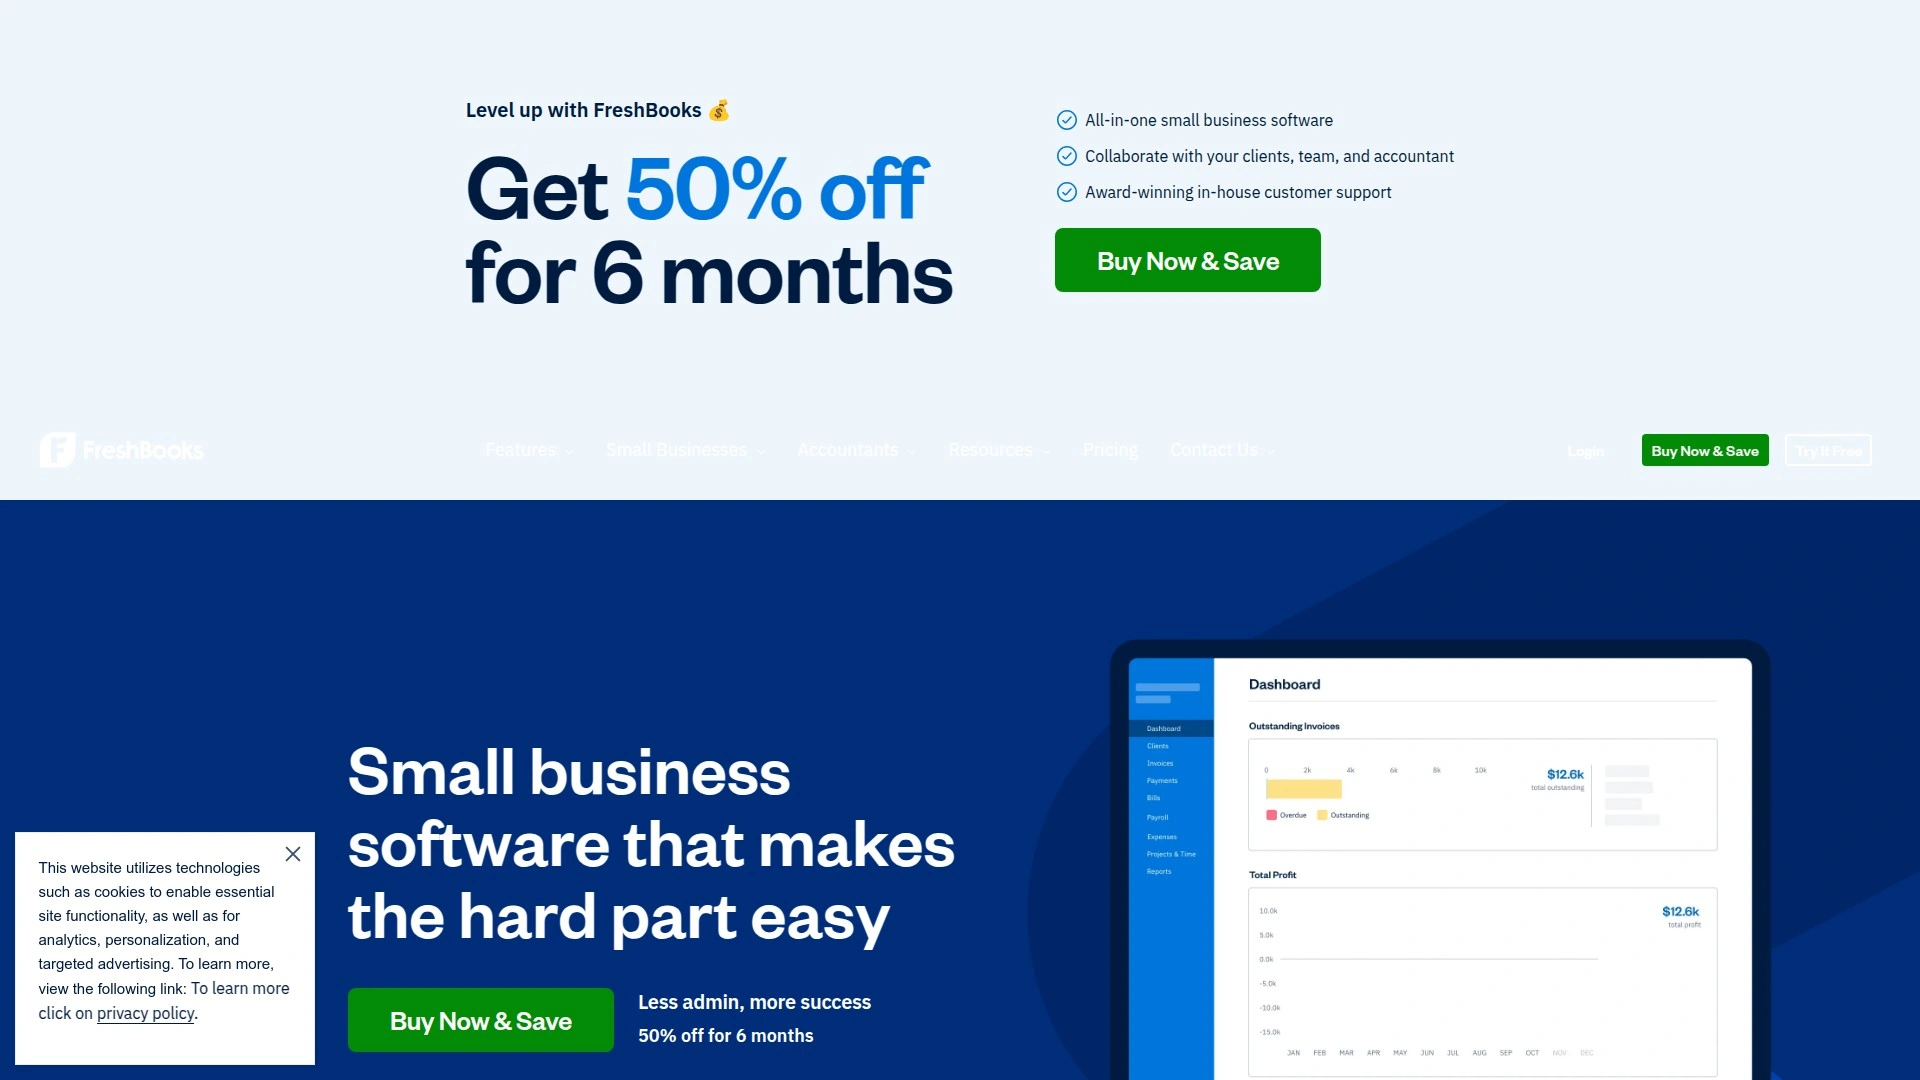 Level up with FreshBooks 💰
Get 50% off
for 6 months
All-in-one small business software
Collaborate with your clients, team, and accountant
Award-winning in-house customer support
Buy Now & Save
FreshBooks
Features
Small Businesses
Accountants
Resources
Pricing
Contact Us
Login
Buy Now & Save
Try It Free
Small business
software that makes
the hard part easy
Buy Now & Save
Less admin, more success
50% off for 6 months
This website utilizes technologies
such as cookies to enable essential
site functionality, as well as for
analytics, personalization, and
targeted advertising. To learn more,
view the following link: To learn more
click on privacy policy.
Dashboard
Clients
Invoices
Payments
Bills
Payroll
Expenses
Projects & Time
Reports
Dashboard
Outstanding Invoices
0 2k 4k 6k 8k 10k
Overdue Outstanding
$12.6k
total outstanding
Total Profit
$12.6k
total profit
10.0k
5.0k
0.0k
-5.0k
-10.0k
-15.0k
JAN FEB MAR APR MAY JUN JUL AUG SEP OCT NOV DEC